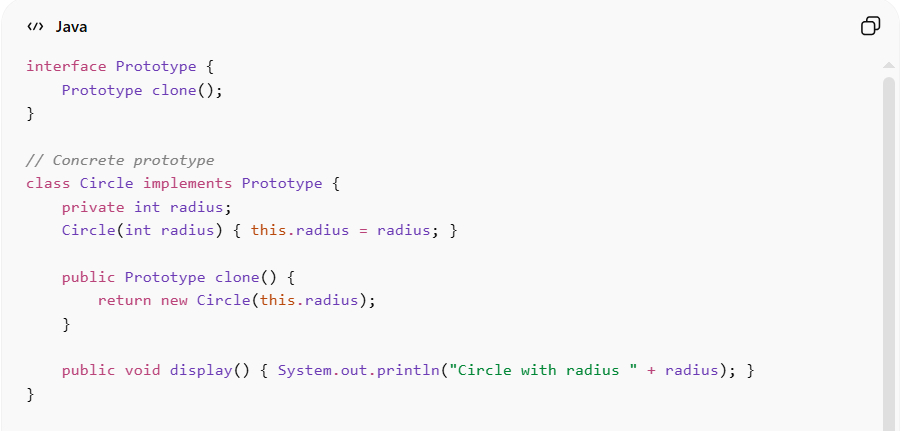 </> Java
interface Prototype {
    Prototype clone();
}

// Concrete prototype
class Circle implements Prototype {
    private int radius;
    Circle(int radius) { this.radius = radius; }

    public Prototype clone() {
        return new Circle(this.radius);
    }

    public void display() { System.out.println("Circle with radius " + radius); }
}